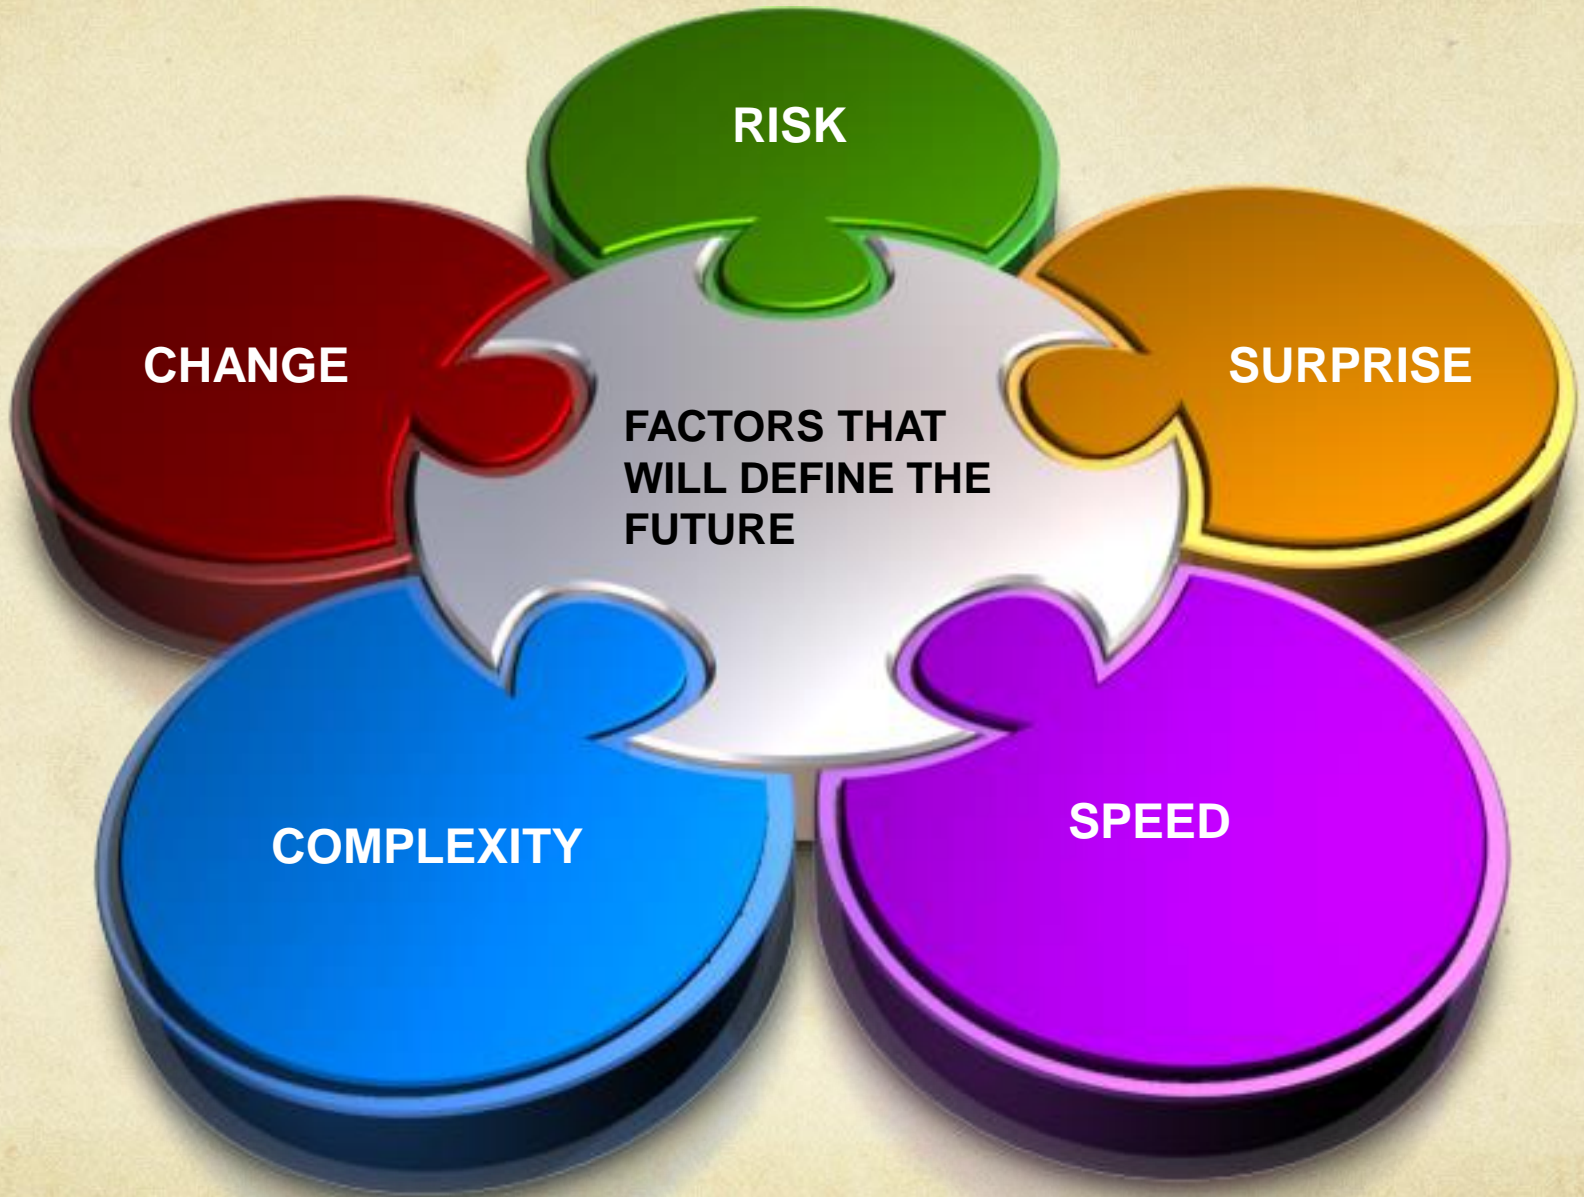 RISK
CHANGE
SURPRISE
FACTORS THAT
WILL DEFINE THE
FUTURE
COMPLEXITY
SPEED